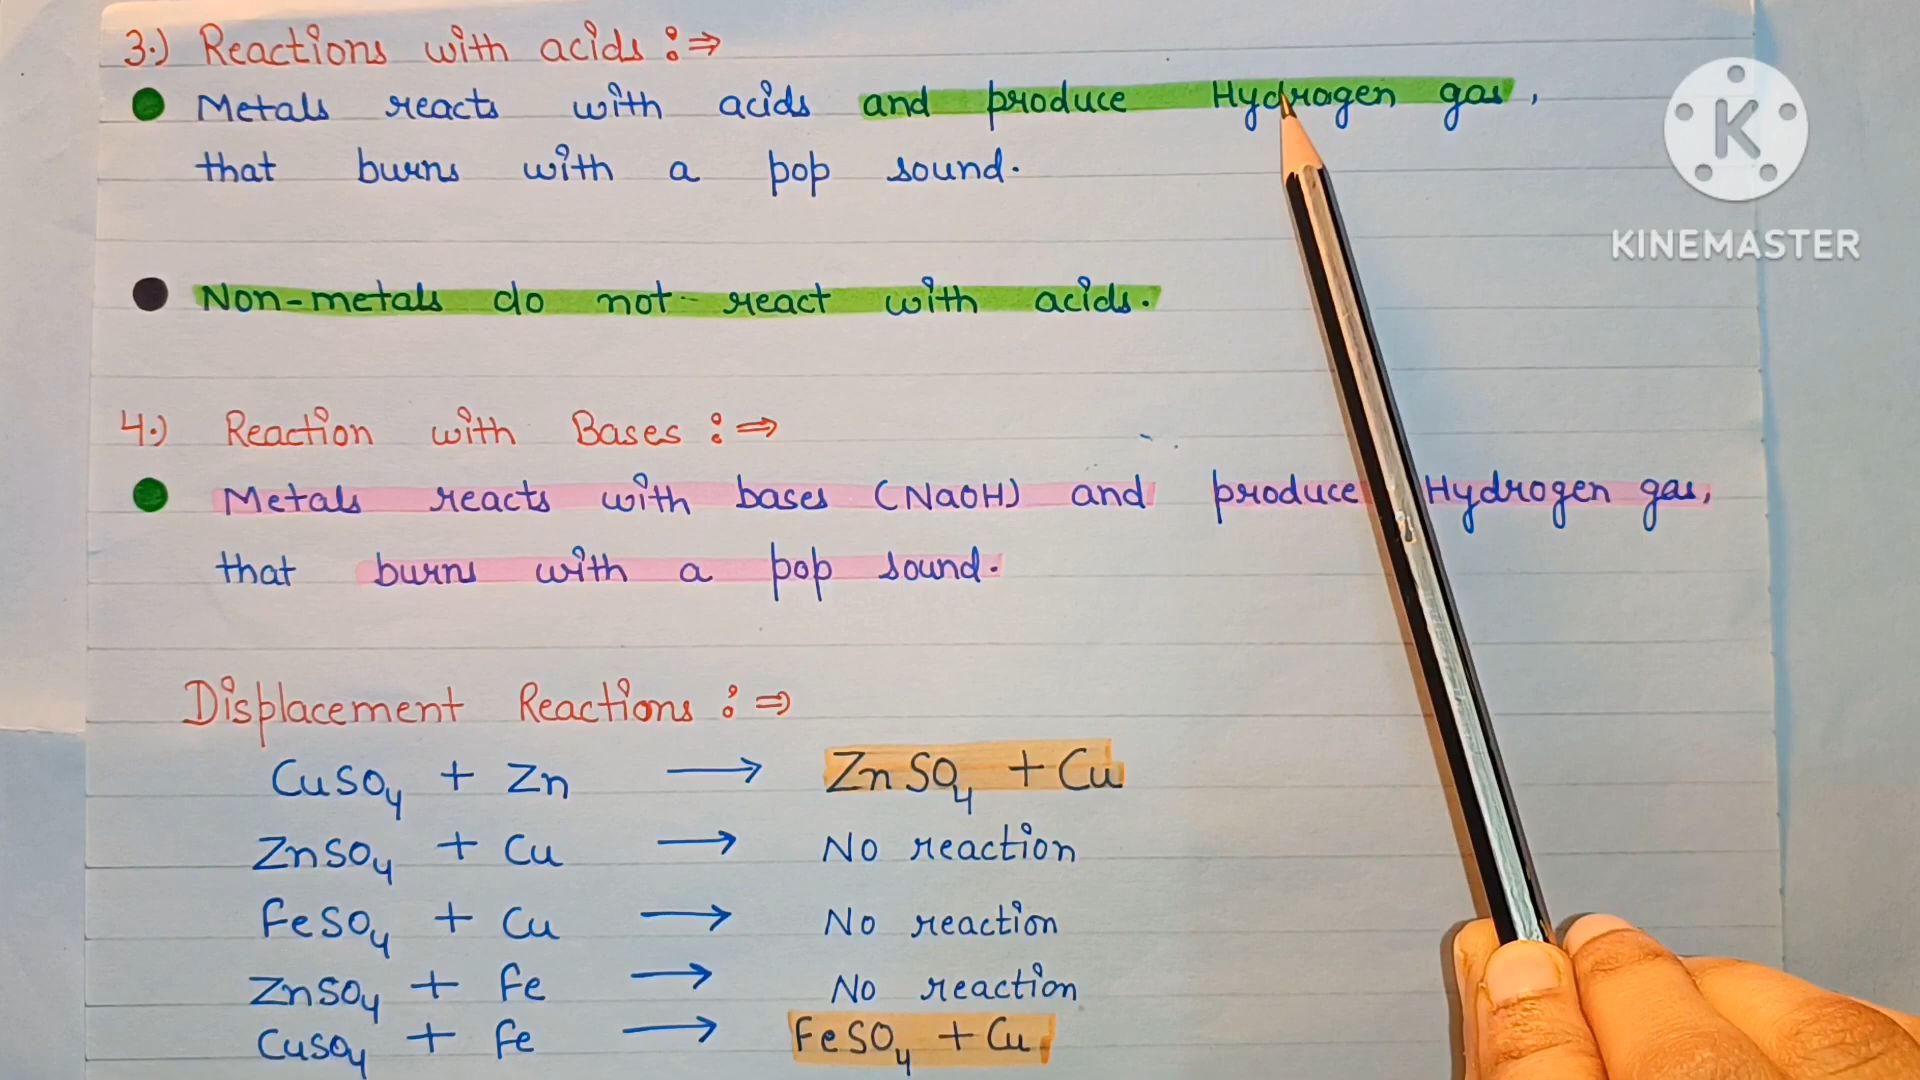 3.) Reactions with acids :⇒
● Metals reacts with acids and produce Hydrogen gas,
that burns with a pop sound.
● Non-metals do not react with acids.
4.) Reaction with Bases :⇒
● Metals reacts with bases (NaOH) and produce Hydrogen gas,
that burns with a pop sound.
Displacement Reactions :⇒
CuSO₄ + Zn → ZnSO₄ + Cu
ZnSO₄ + Cu → No reaction
FeSO₄ + Cu → No reaction
ZnSO₄ + Fe → No reaction
CuSO₄ + Fe → FeSO₄ + Cu
K
KINEMASTER